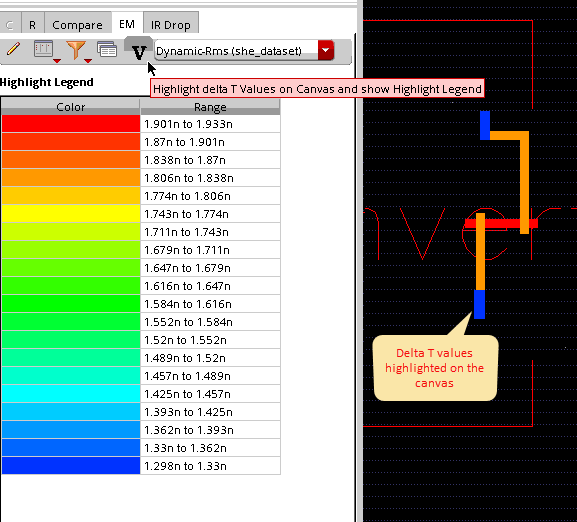 C R Compare EM IR Drop
V Dynamic-Rms (she_dataset)
Highlight delta T Values on Canvas and show Highlight Legend
Highlight Legend
Color Range
1.901n to 1.933n
1.87n to 1.901n
1.838n to 1.87n
1.806n to 1.838n
1.774n to 1.806n
1.743n to 1.774n
1.711n to 1.743n
1.679n to 1.711n
1.647n to 1.679n
1.616n to 1.647n
1.584n to 1.616n
1.552n to 1.584n
1.52n to 1.552n
1.489n to 1.52n
1.457n to 1.489n
1.425n to 1.457n
1.393n to 1.425n
1.362n to 1.393n
1.33n to 1.362n
1.298n to 1.33n
Delta T values
highlighted on the
canvas